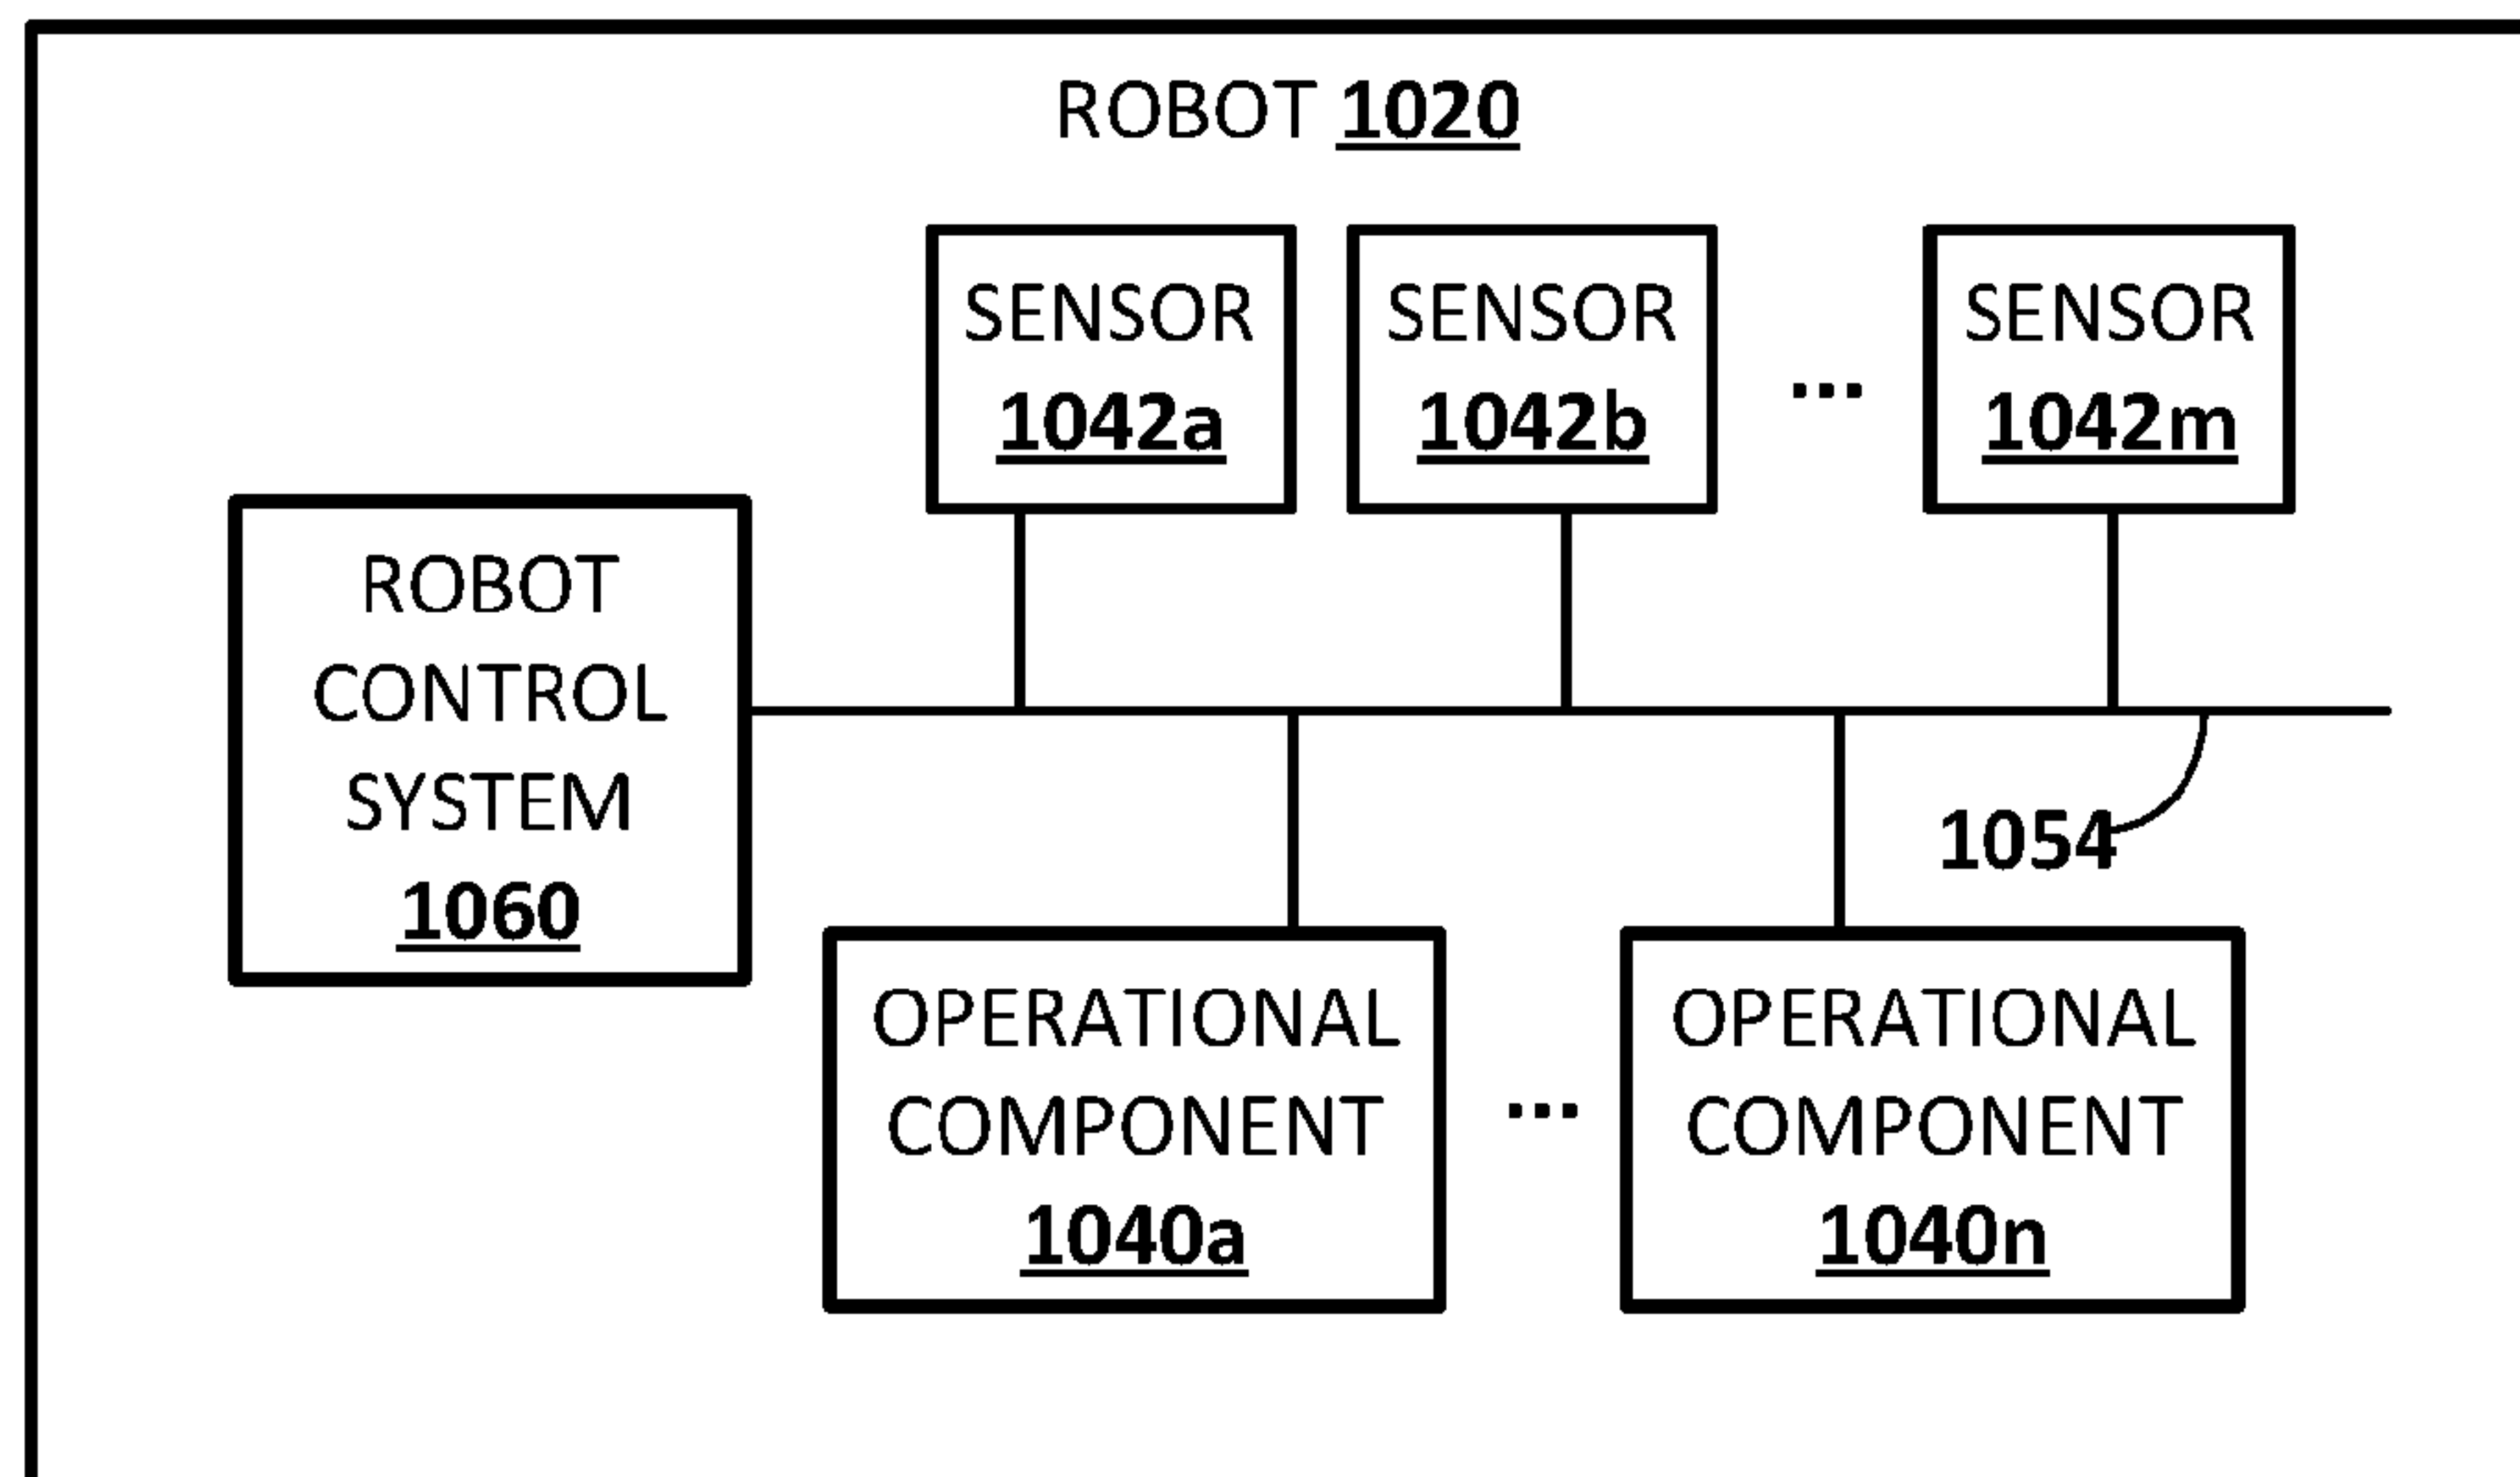 ROBOT 1020
SENSOR
1042a
SENSOR
1042b
...
SENSOR
1042m
ROBOT
CONTROL
SYSTEM
1060
1054
OPERATIONAL
COMPONENT
1040a
...
OPERATIONAL
COMPONENT
1040n